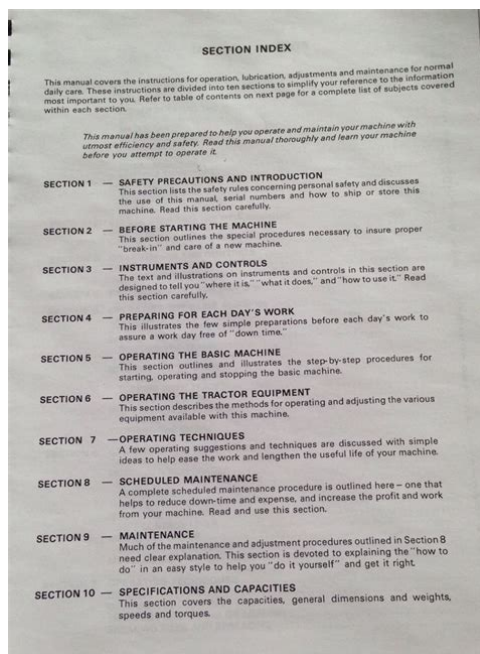 SECTION INDEX
This manual covers the instructions for operation, lubrication, adjustments and maintenance for normal
daily care. These instructions are divided into ten sections to simplify your reference to the information
most important to you. Refer to table of contents on next page for a complete list of subjects covered
within each section.
This manual has been prepared to help you operate and maintain your machine with
utmost efficiency and safety. Read this manual thoroughly and learn your machine
before you attempt to operate it.
SECTION 1 — SAFETY PRECAUTIONS AND INTRODUCTION
This section lists the safety rules concerning personal safety and discusses
the use of this manual, serial numbers and how to ship or store this
machine. Read this section carefully.
SECTION 2 — BEFORE STARTING THE MACHINE
This section outlines the special procedures necessary to insure proper
"break-in" and care of a new machine.
SECTION 3 — INSTRUMENTS AND CONTROLS
The text and illustrations on instruments and controls in this section are
designed to tell you "where it is," "what it does," and "how to use it." Read
this section carefully.
SECTION 4 — PREPARING FOR EACH DAY'S WORK
This illustrates the few simple preparations before each day's work to
assure a work day free of "down time."
SECTION 5 — OPERATING THE BASIC MACHINE
This section outlines and illustrates the step-by-step procedures for
starting, operating and stopping the basic machine.
SECTION 6 — OPERATING THE TRACTOR EQUIPMENT
This section describes the methods for operating and adjusting the various
equipment available with this machine.
SECTION 7 — OPERATING TECHNIQUES
A few operating suggestions and techniques are discussed with simple
ideas to help ease the work and lengthen the useful life of your machine.
SECTION 8 — SCHEDULED MAINTENANCE
A complete scheduled maintenance procedure is outlined here – one that
helps to reduce down-time and expense, and increase the profit and work
from your machine. Read and use this section.
SECTION 9 — MAINTENANCE
Much of the maintenance and adjustment procedures outlined in Section 8
need clear explanation. This section is devoted to explaining the "how to
do" in an easy style to help you "do it yourself" and get it right.
SECTION 10 — SPECIFICATIONS AND CAPACITIES
This section covers the capacities, general dimensions and weights,
speeds and torques.